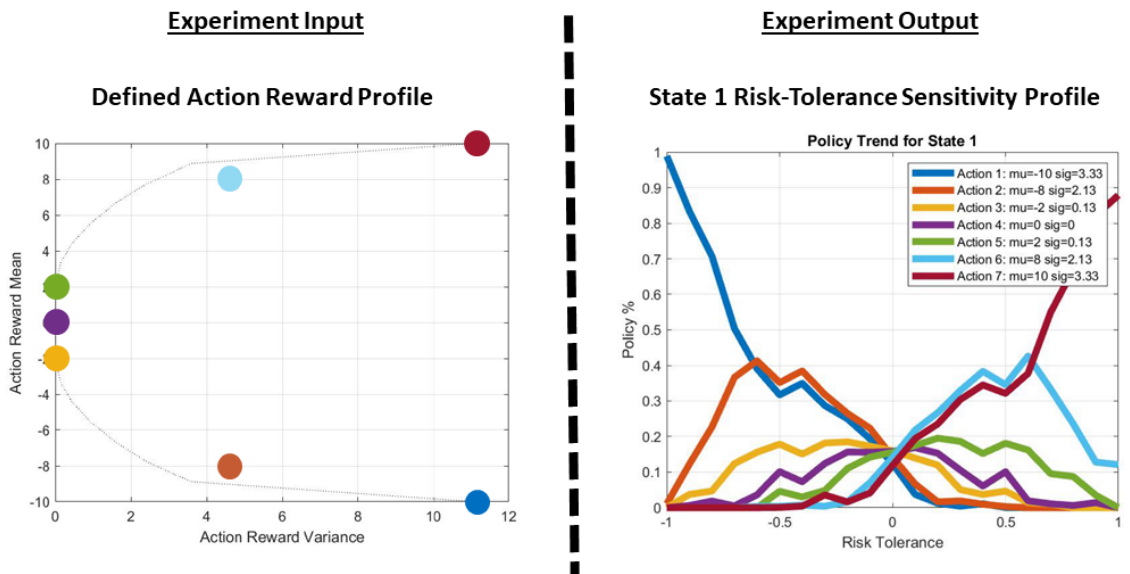 Experiment Input
Defined Action Reward Profile
Action Reward Mean
10
8
6
4
-2
-4
-6
-8
-10
0
2
4
6
8
10
12
Action Reward Variance
Experiment Output
State 1 Risk-Tolerance Sensitivity Profile
Policy Trend for State 1
Policy %
1
0.9
0.8
0.7
0.6
0.5
0.4
0.3
0.2
0.1
0
Action 1: mu=-10 sig=3.33
Action 2: mu=-8 sig=2.13
Action 3: mu=-2 sig=0.13
Action 4: mu=0 sig=0
Action 5: mu=2 sig=0.13
Action 6: mu=8 sig=2.13
Action 7: mu=10 sig=3.33
-1
-0.5
0
0.5
1
Risk Tolerance